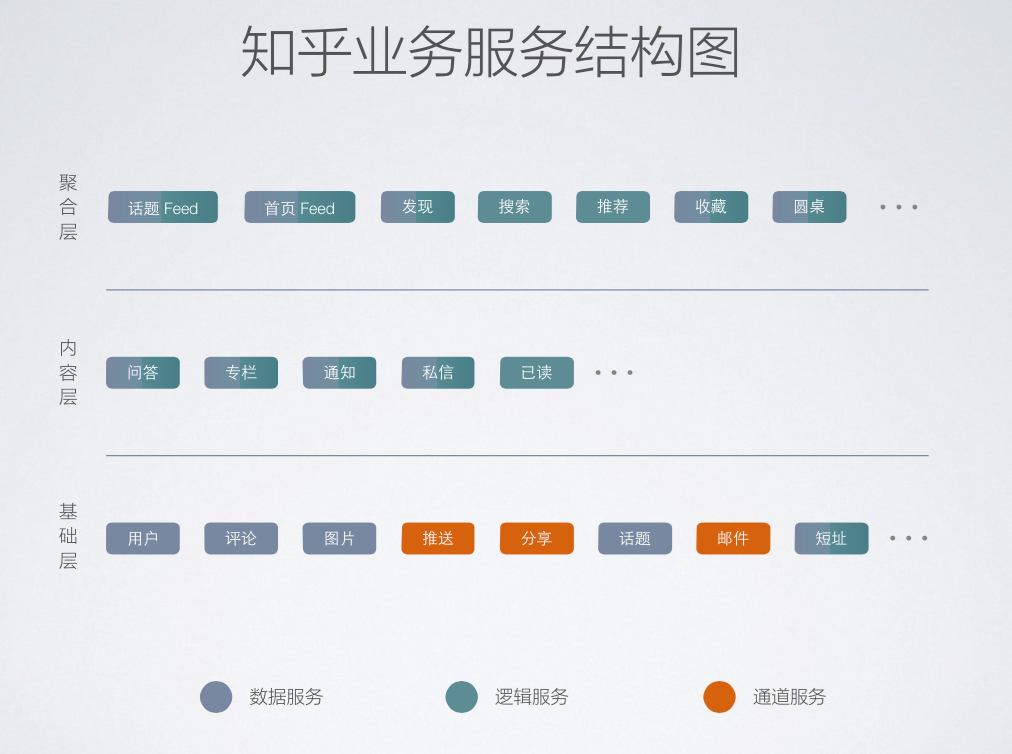 知乎业务服务结构图
聚合层
话题 Feed 首页 Feed 发现 搜索 推荐 收藏 圆桌 • • •
内容层
问答 专栏 通知 私信 已读 • • •
基础层
用户 评论 图片 推送 分享 话题 邮件 短址 • • •
数据服务 逻辑服务 通道服务